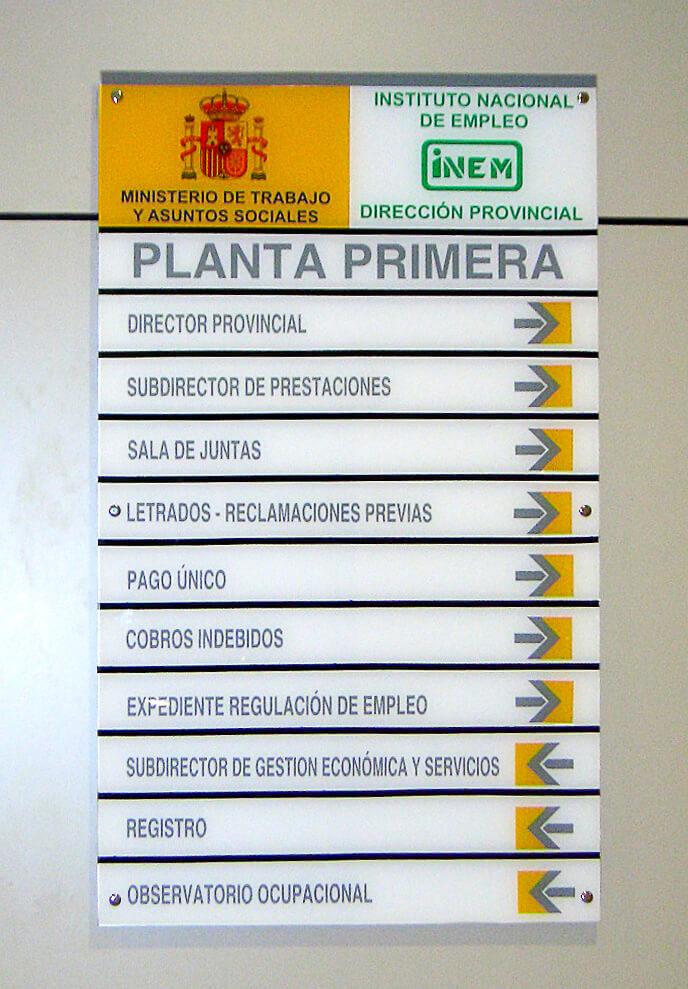 MINISTERIO DE TRABAJO
Y ASUNTOS SOCIALES
INSTITUTO NACIONAL
DE EMPLEO
INEM
DIRECCIÓN PROVINCIAL
PLANTA PRIMERA
DIRECTOR PROVINCIAL
SUBDIRECTOR DE PRESTACIONES
SALA DE JUNTAS
LETRADOS - RECLAMACIONES PREVIAS
PAGO ÚNICO
COBROS INDEBIDOS
EXPEDIENTE REGULACIÓN DE EMPLEO
SUBDIRECTOR DE GESTION ECONÓMICA Y SERVICIOS
REGISTRO
OBSERVATORIO OCUPACIONAL